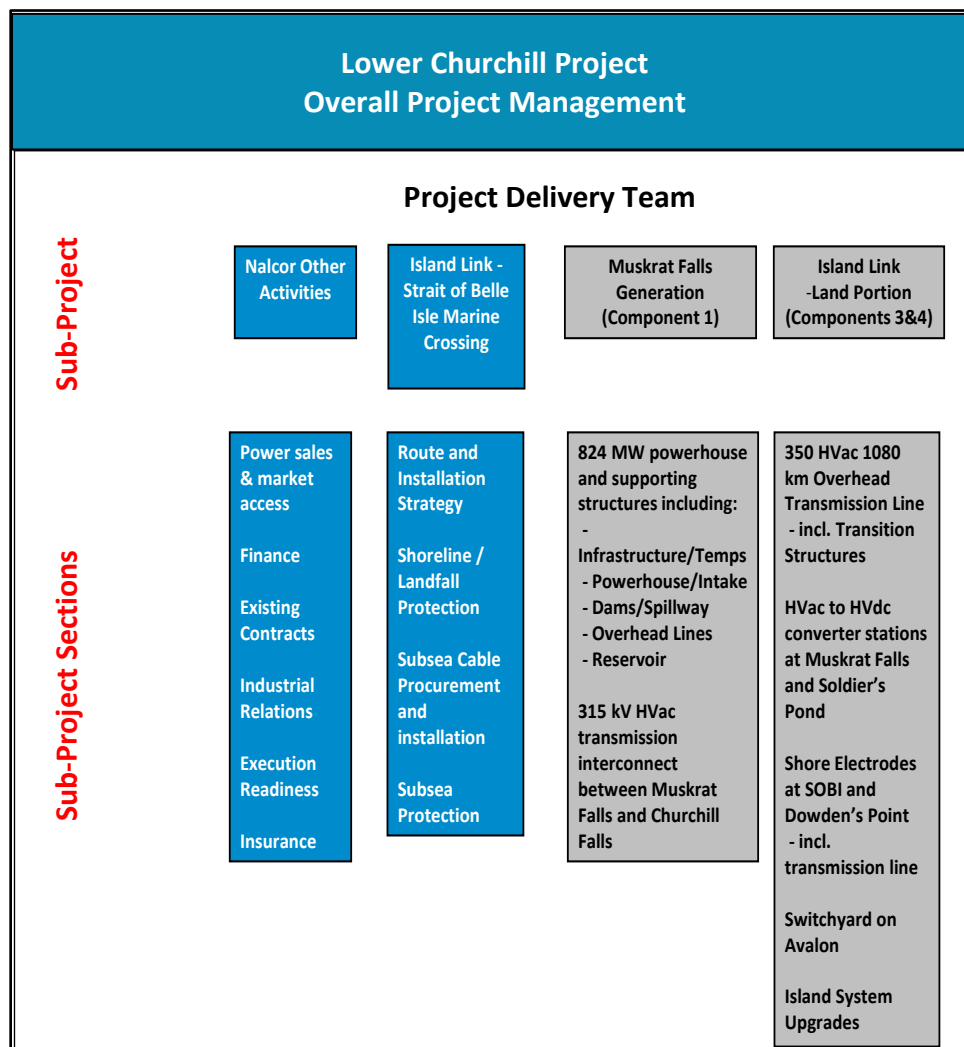 Lower Churchill Project
Overall Project Management
Project Delivery Team
Sub-Project
Nalcor Other
Activities
Island Link -
Strait of Belle
Isle Marine
Crossing
Muskrat Falls
Generation
(Component 1)
Island Link
-Land Portion
(Components 3&4)
Sub-Project Sections
Power sales
& market
access
Finance
Existing
Contracts
Industrial
Relations
Execution
Readiness
Insurance
Route and
Installation
Strategy
Shoreline /
Landfall
Protection
Subsea Cable
Procurement
and
installation
Subsea
Protection
824 MW powerhouse
and supporting
structures including:
-
Infrastructure/Temps
- Powerhouse/Intake
- Dams/Spillway
- Overhead Lines
- Reservoir
315 kV HVac
transmission
interconnect
between Muskrat
Falls and Churchill
Falls
350 HVac 1080
km Overhead
Transmission Line
- incl. Transition
Structures
HVac to HVdc
converter stations
at Muskrat Falls
and Soldier's
Pond
Shore Electrodes
at SOBI and
Dowden's Point
- incl.
transmission line
Switchyard on
Avalon
Island System
Upgrades